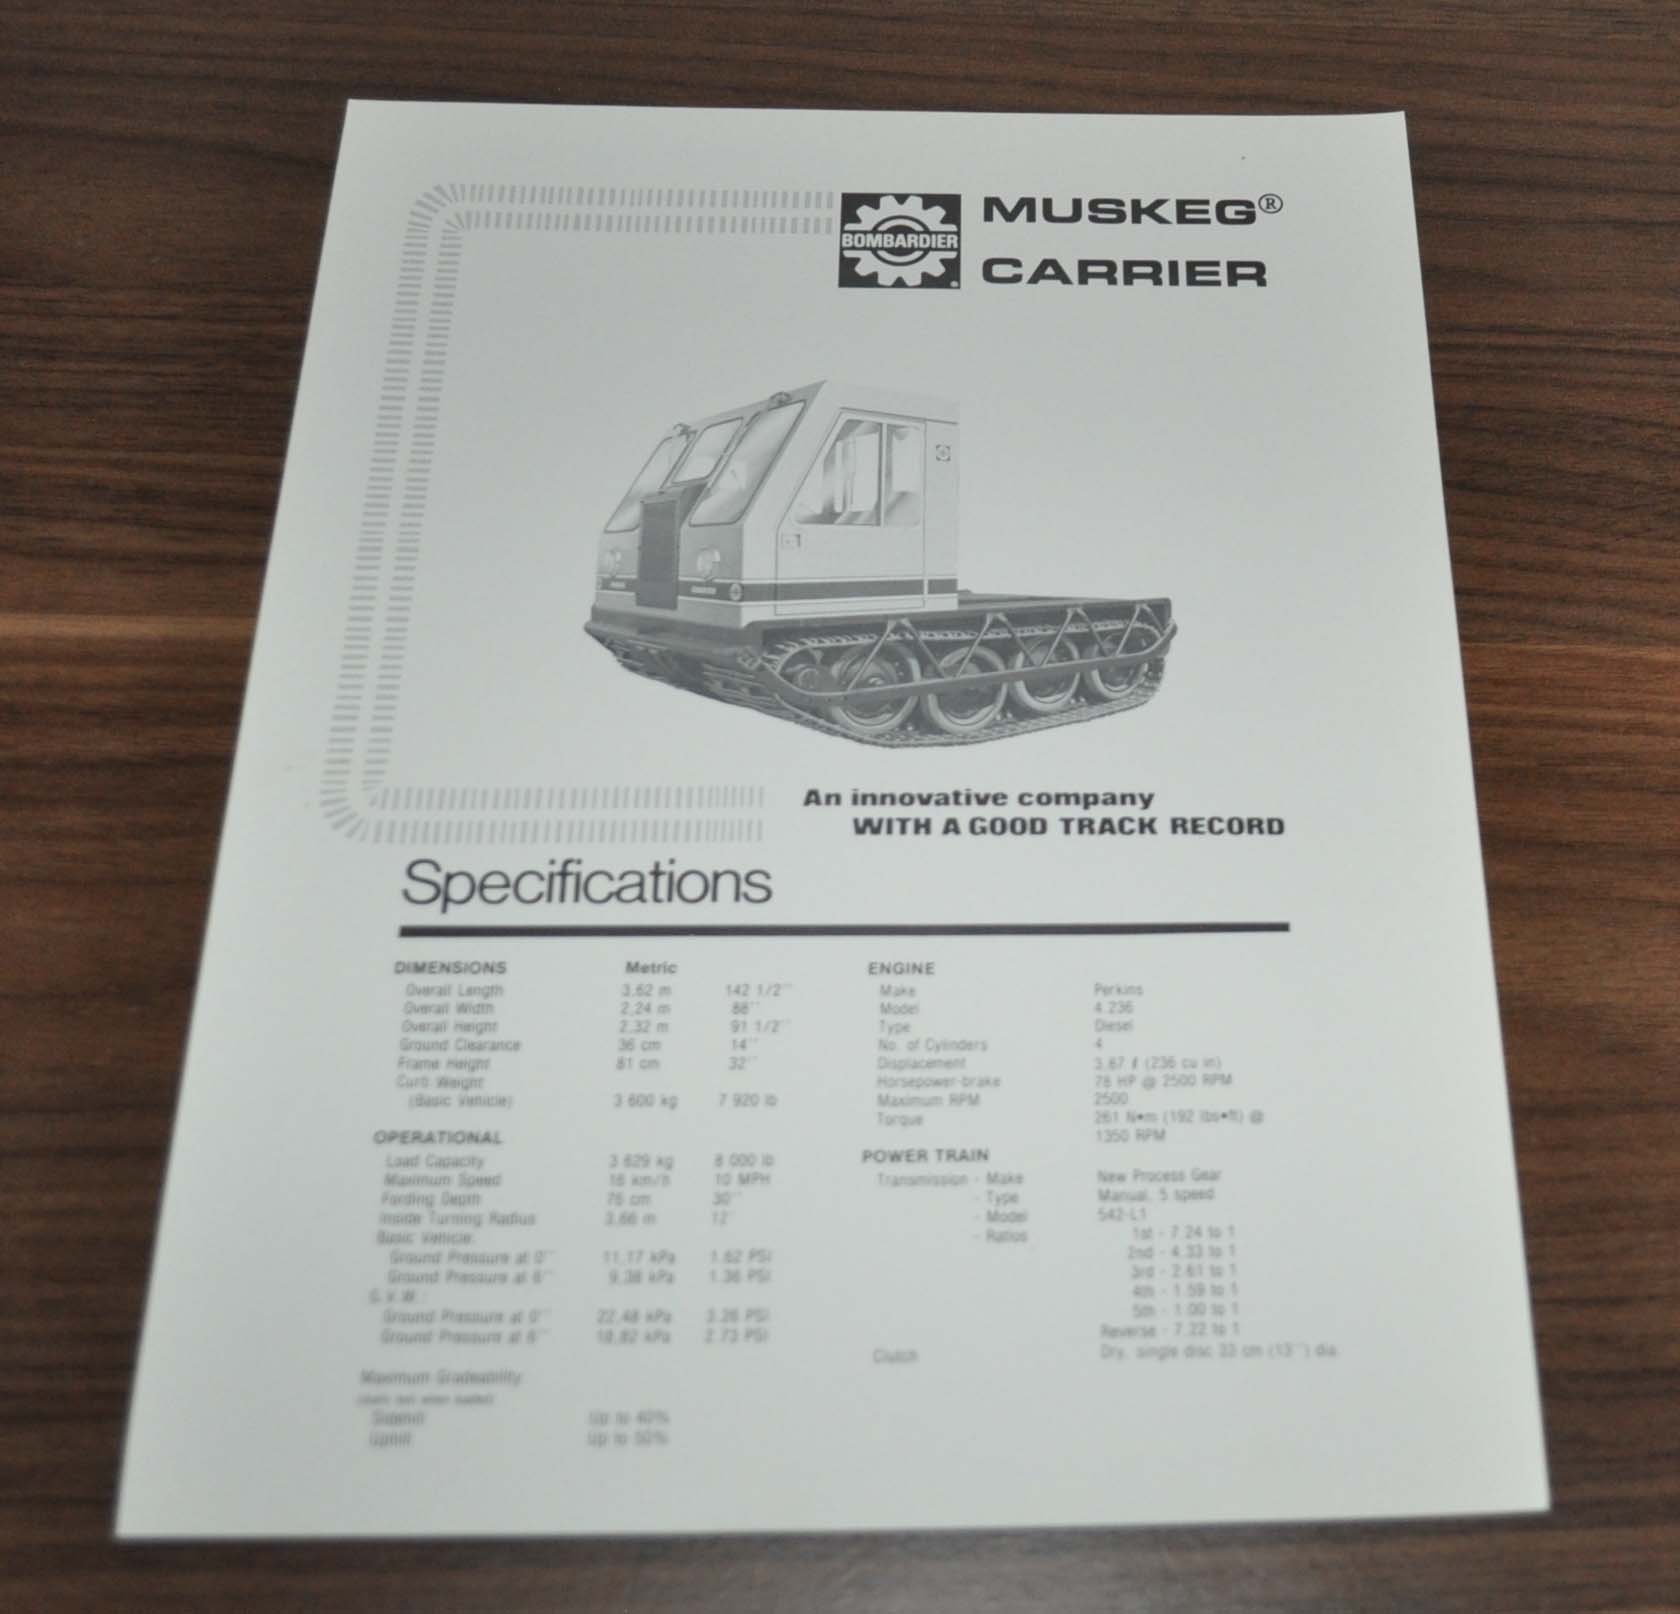 BOMBARDIER
MUSKEG®
CARRIER
An innovative company
WITH A GOOD TRACK RECORD
Specifications
DIMENSIONS Metric
Overall Length 3,62 m 142 1/2''
Overall Width 2,24 m 88''
Overall Height 2,32 m 91 1/2''
Ground Clearance 36 cm 14''
Frame Height 81 cm 32''
Curb Weight
(Basic Vehicle) 3 600 kg 7 920 lb
OPERATIONAL
Load Capacity 3 629 kg 8 000 lb
Maximum Speed 16 km/h 10 MPH
Fording Depth 76 cm 30''
Inside Turning Radius 3,66 m 12'
Basic Vehicle:
Ground Pressure at 0'' 11,17 kPa 1.62 PSI
Ground Pressure at 6'' 9,38 kPa 1.36 PSI
G.V.W.:
Ground Pressure at 0'' 22,48 kPa 3.26 PSI
Ground Pressure at 6'' 18,82 kPa 2.73 PSI
Maximum Gradeability:
Sidehill Up to 40%
Uphill Up to 50%
ENGINE
Make Perkins
Model 4.236
Type Diesel
No. of Cylinders 4
Displacement 3,87 ℓ (236 cu in)
Horsepower-brake 78 HP @ 2500 RPM
Maximum RPM 2500
Torque 261 N•m (192 lbs•ft) @
1350 RPM
POWER TRAIN
Transmission - Make New Process Gear
- Type Manual, 5 speed
- Model 542-L1
- Ratios 1st - 7.24 to 1
2nd - 4.33 to 1
3rd - 2.61 to 1
4th - 1.59 to 1
5th - 1.00 to 1
Reverse - 7.22 to 1
Clutch Dry, single disc 33 cm (13'') dia.